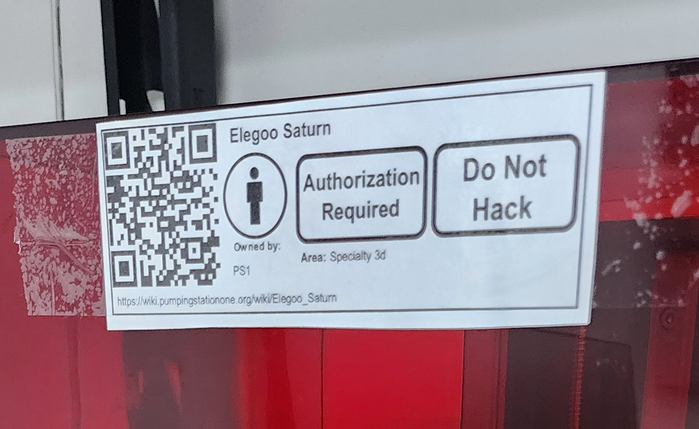 Elegoo Saturn
Authorization
Required
Do Not
Hack
Owned by:
PS1
Area: Specialty 3d
https://wiki.pumpingstationone.org/wiki/Elegoo_Saturn